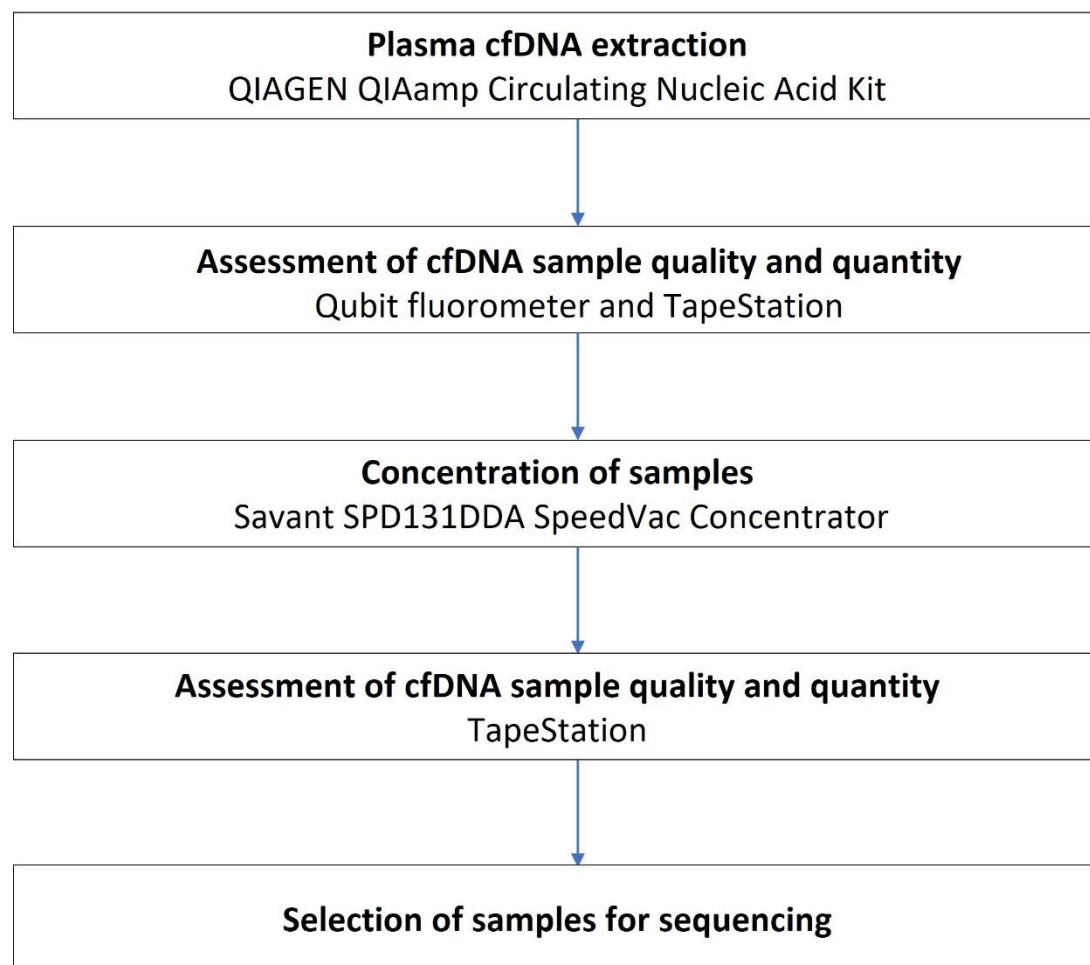 Plasma cfDNA extraction
QIAGEN QIAamp Circulating Nucleic Acid Kit
Assessment of cfDNA sample quality and quantity
Qubit fluorometer and TapeStation
Concentration of samples
Savant SPD131DDA SpeedVac Concentrator
Assessment of cfDNA sample quality and quantity
TapeStation
Selection of samples for sequencing